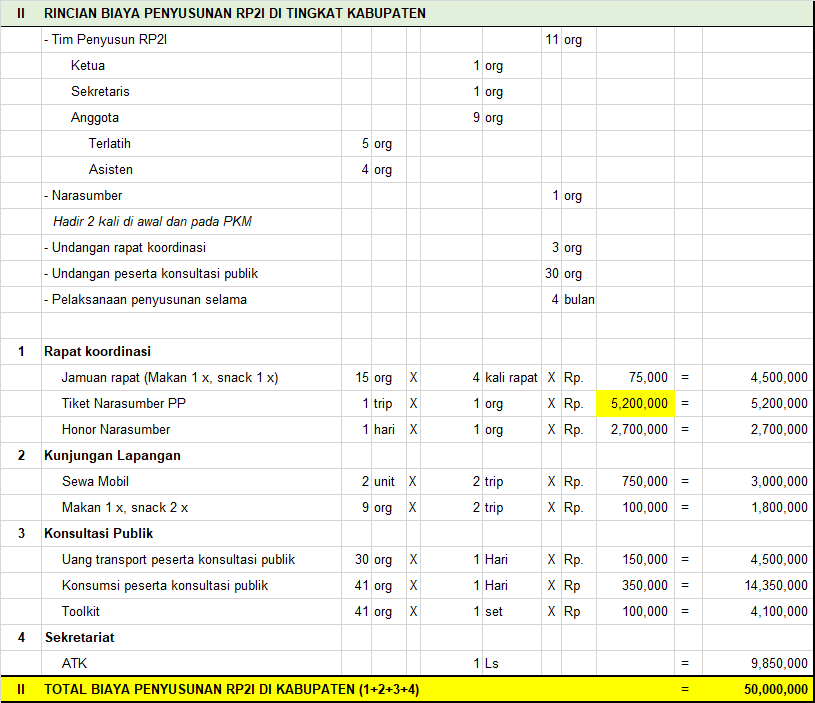 II RINCIAN BIAYA PENYUSUNAN RP2I DI TINGKAT KABUPATEN
- Tim Penyusun RP2I 11 org
Ketua 1 org
Sekretaris 1 org
Anggota 9 org
Terlatih 5 org
Asisten 4 org
- Narasumber 1 org
Hadir 2 kali di awal dan pada PKM
- Undangan rapat koordinasi 3 org
- Undangan peserta konsultasi publik 30 org
- Pelaksanaan penyusunan selama 4 bulan
1 Rapat koordinasi
Jamuan rapat (Makan 1 x, snack 1 x) 15 org X 4 kali rapat X Rp. 75,000 = 4,500,000
Tiket Narasumber PP 1 trip X 1 org X Rp. 5,200,000 = 5,200,000
Honor Narasumber 1 hari X 1 org X Rp. 2,700,000 = 2,700,000
2 Kunjungan Lapangan
Sewa Mobil 2 unit X 2 trip X Rp. 750,000 = 3,000,000
Makan 1 x, snack 2 x 9 org X 2 trip X Rp. 100,000 = 1,800,000
3 Konsultasi Publik
Uang transport peserta konsultasi publik 30 org X 1 Hari X Rp. 150,000 = 4,500,000
Konsumsi peserta konsultasi publik 41 org X 1 Hari X Rp. 350,000 = 14,350,000
Toolkit 41 org X 1 set X Rp 100,000 = 4,100,000
4 Sekretariat
ATK 1 Ls = 9,850,000
II TOTAL BIAYA PENYUSUNAN RP2I DI KABUPATEN (1+2+3+4) = 50,000,000